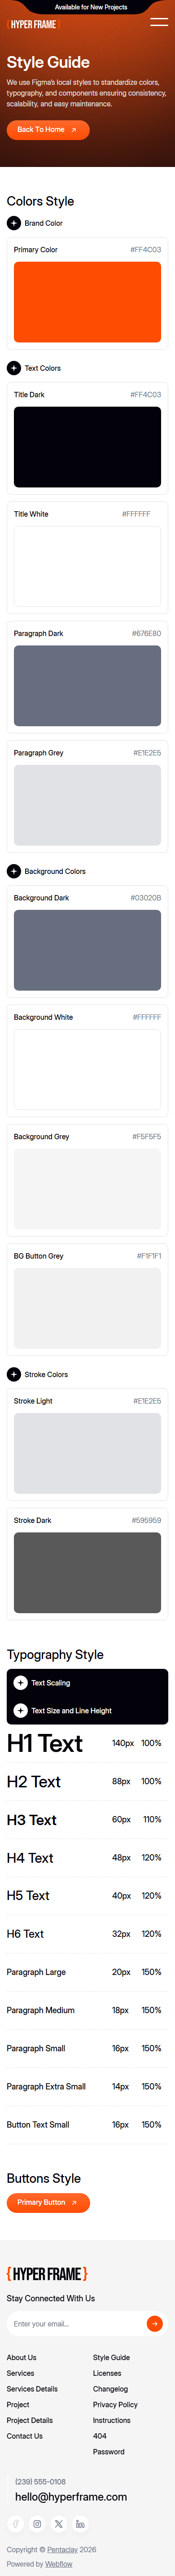 Available for New Projects
{ HYPER FRAME }
Style Guide
We use Figma's local styles to standardize colors,
typography, and components ensuring consistency,
scalability, and easy maintenance.
Back To Home
Colors Style
Brand Color
Primary Color #FF4C03
Text Colors
Title Dark #FF4C03
Title White #FFFFFF
Paragraph Dark #676E80
Paragraph Grey #E1E2E5
Background Colors
Background Dark #03020B
Background White #FFFFFF
Background Grey #F5F5F5
BG Button Grey #F1F1F1
Stroke Colors
Stroke Light #E1E2E5
Stroke Dark #595959
Typography Style
Text Scaling
Text Size and Line Height
H1 Text 140px 100%
H2 Text 88px 100%
H3 Text 60px 110%
H4 Text 48px 120%
H5 Text 40px 120%
H6 Text 32px 120%
Paragraph Large 20px 150%
Paragraph Medium 18px 150%
Paragraph Small 16px 150%
Paragraph Extra Small 14px 150%
Button Text Small 16px 150%
Buttons Style
Primary Button
{ HYPER FRAME }
Stay Connected With Us
Enter your email...
About Us
Services
Services Details
Project
Project Details
Contact Us
Style Guide
Licenses
Changelog
Privacy Policy
Instructions
404
Password
(239) 555-0108
hello@hyperframe.com
Copyright © Pentaclay 2026
Powered by Webflow